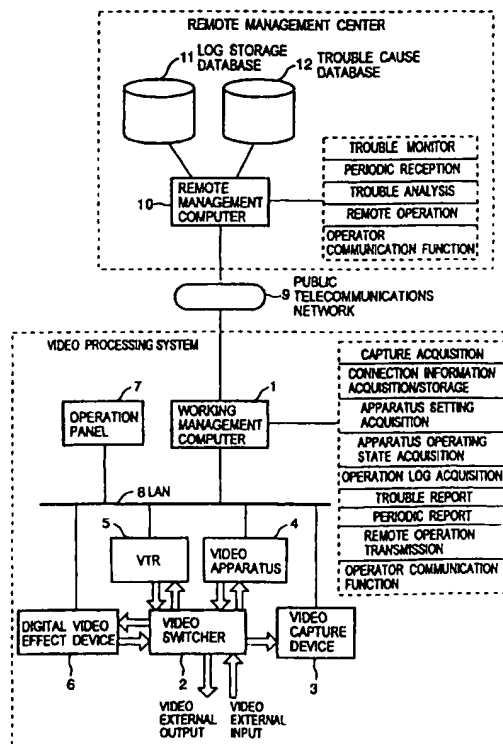 REMOTE MANAGEMENT CENTER
11
LOG STORAGE
DATABASE
12
TROUBLE CAUSE
DATABASE
REMOTE
MANAGEMENT
COMPUTER
10
TROUBLE MONITOR
PERIODIC RECEPTION
TROUBLE ANALYSIS
REMOTE OPERATION
OPERATOR
COMMUNICATION FUNCTION
PUBLIC
TELECOMMUNICATIONS
NETWORK
9
VIDEO PROCESSING SYSTEM
7
OPERATION
PANEL
1
WORKING
MANAGEMENT
COMPUTER
CAPTURE ACQUISITION
CONNECTION INFORMATION
ACQUISITION/STORAGE
APPARATUS SETTING
ACQUISITION
APPARATUS OPERATING
STATE ACQUISITION
OPERATION LOG ACQUISITION
TROUBLE REPORT
PERIODIC REPORT
REMOTE OPERATION
TRANSMISSION
OPERATOR COMMUNICATION
FUNCTION
8 LAN
5
VTR
4
VIDEO
APPARATUS
DIGITAL VIDEO
EFFECT DEVICE
6
VIDEO
SWITCHER
2
VIDEO
CAPTURE
DEVICE
3
VIDEO
EXTERNAL
OUTPUT
VIDEO
EXTERNAL
INPUT